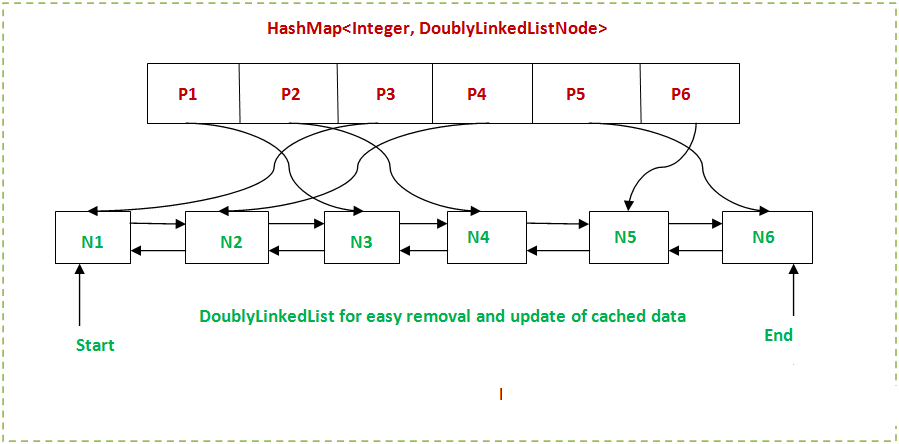 HashMap<Integer, DoublyLinkedListNode>
P1 P2 P3 P4 P5 P6
N1 N2 N3 N4 N5 N6
DoublyLinkedList for easy removal and update of cached data
Start
End